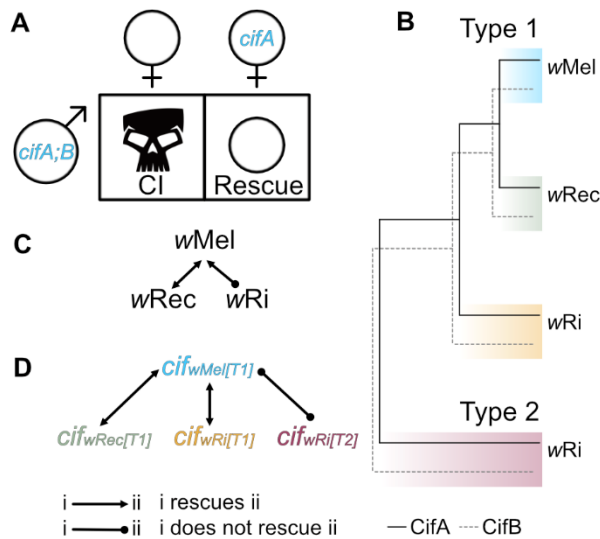 A
cifA
cifA;B
CI
Rescue
B
Type 1
wMel
wRec
wRi
Type 2
wRi
CifA
CifB
C
wMel
wRec
wRi
D
cifwMel[T1]
cifwRec[T1]
cifwRi[T1]
cifwRi[T2]
i
ii
i rescues ii
i
ii
i does not rescue ii